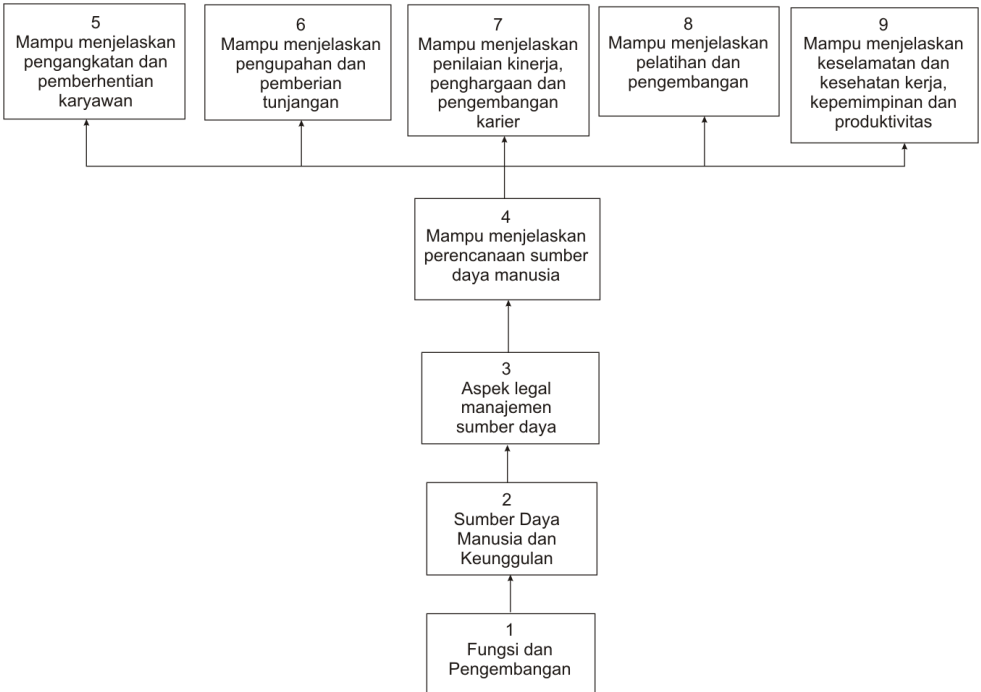 5
Mampu menjelaskan
pengangkatan dan
pemberhentian
karyawan
6
Mampu menjelaskan
pengupahan dan
pemberian
tunjangan
7
Mampu menjelaskan
penilaian kinerja,
penghargaan dan
pengembangan
karier
8
Mampu menjelaskan
pelatihan dan
pengembangan
9
Mampu menjelaskan
keselamatan dan
kesehatan kerja,
kepemimpinan dan
produktivitas
4
Mampu menjelaskan
perencanaan sumber
daya manusia
3
Aspek legal
manajemen
sumber daya
2
Sumber Daya
Manusia dan
Keunggulan
1
Fungsi dan
Pengembangan